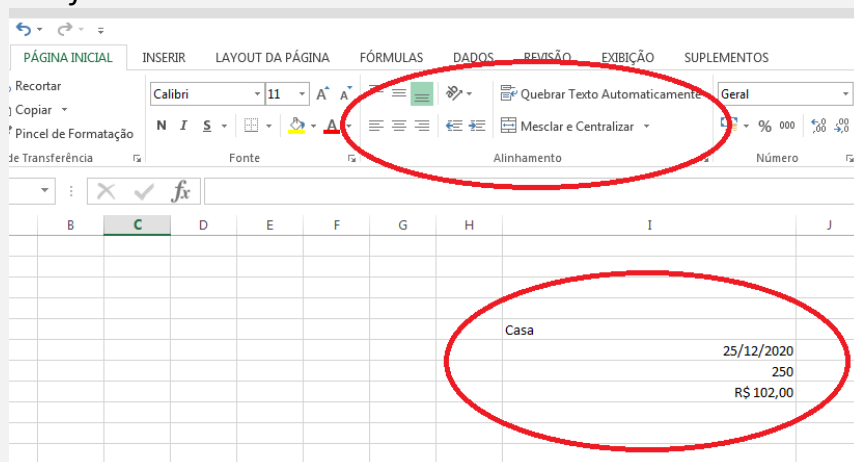 PÁGINA INICIAL INSERIR LAYOUT DA PÁGINA FÓRMULAS DADOS REVISÃO EXIBIÇÃO SUPLEMENTOS
Recortar Calibri 11 A A Quebrar Texto Automaticamente Geral
Copiar
Pincel de Formatação N I S A Mesclar e Centralizar % 000 ,00 ,00
de Transferência Fonte Alinhamento Número
fx
B C D E F G H I J
Casa
25/12/2020
250
R$ 102,00